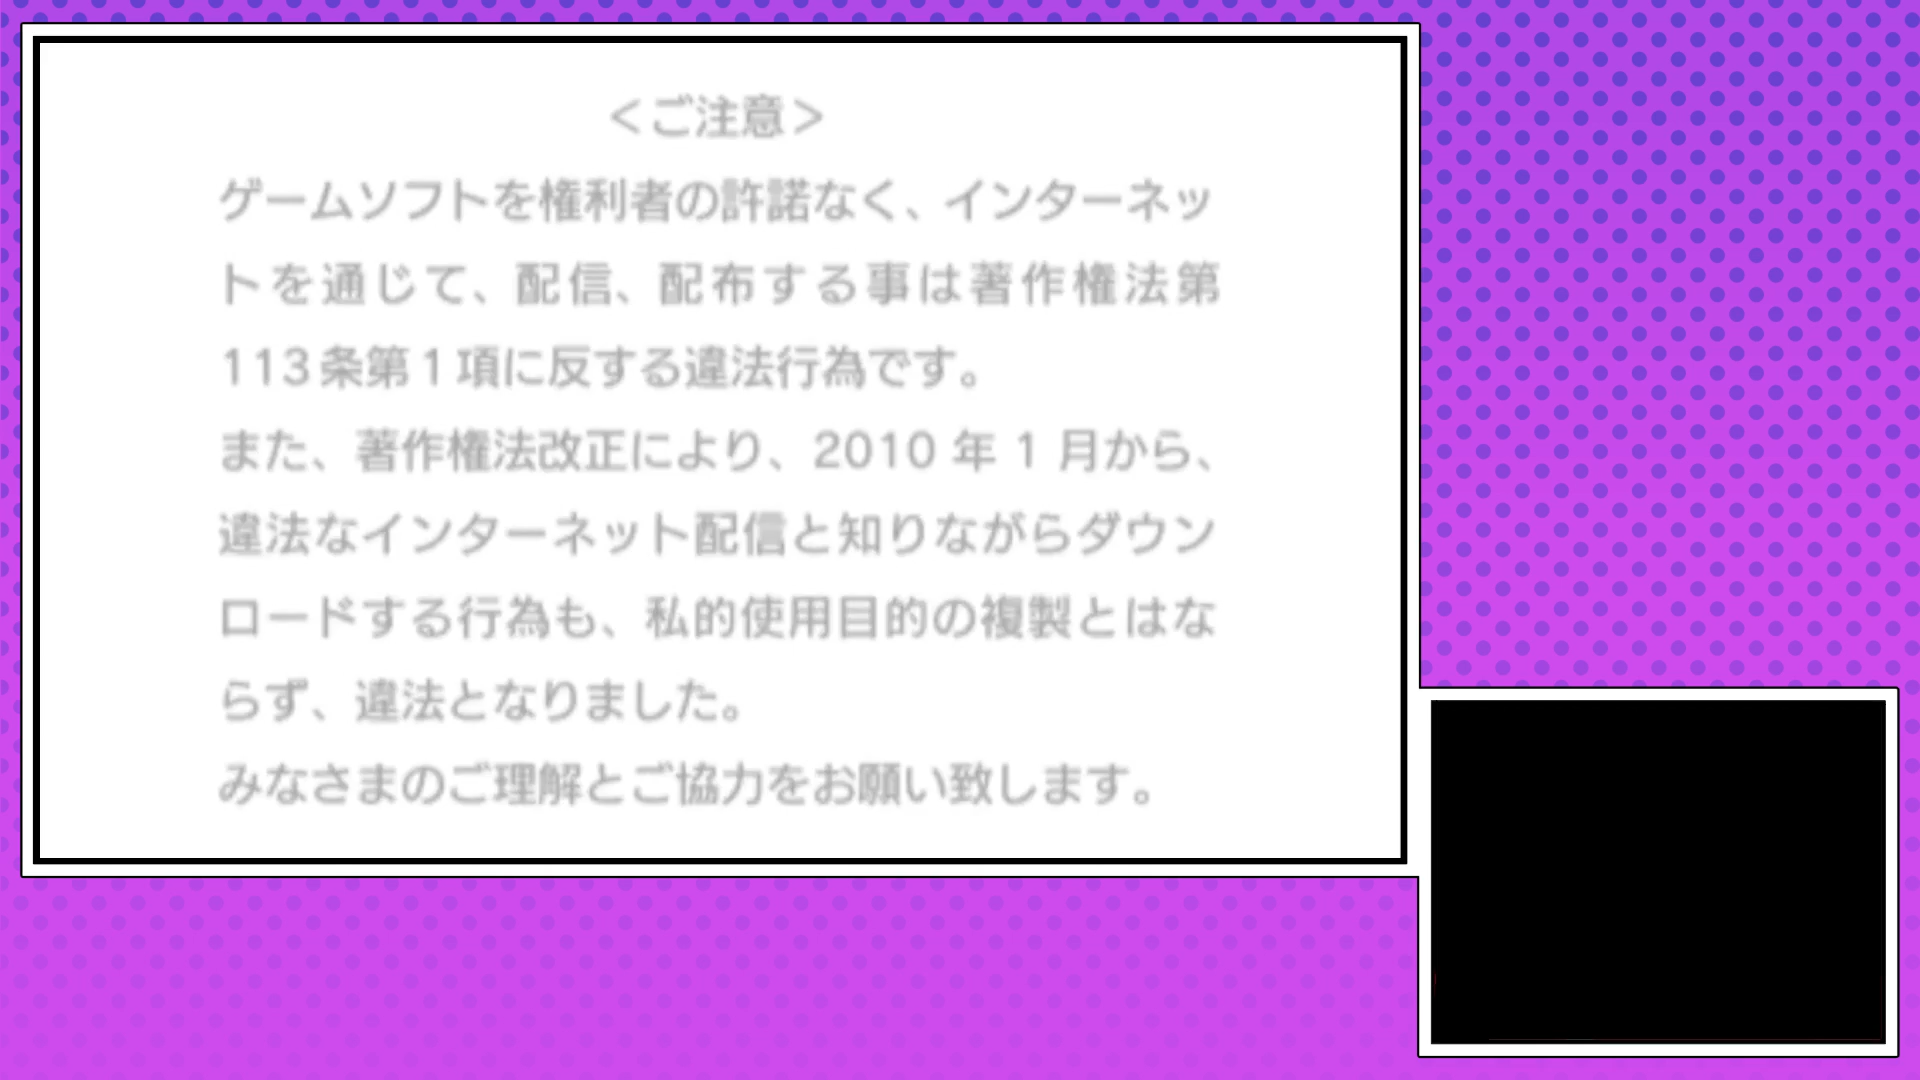 ＜ご注意＞
ゲームソフトを権利者の許諾なく、インターネッ
トを通じて、配信、配布する事は著作権法第
113条第1項に反する違法行為です。
また、著作権法改正により、2010 年 1 月から、
違法なインターネット配信と知りながらダウン
ロードする行為も、私的使用目的の複製とはな
らず、違法となりました。
みなさまのご理解とご協力をお願い致します。